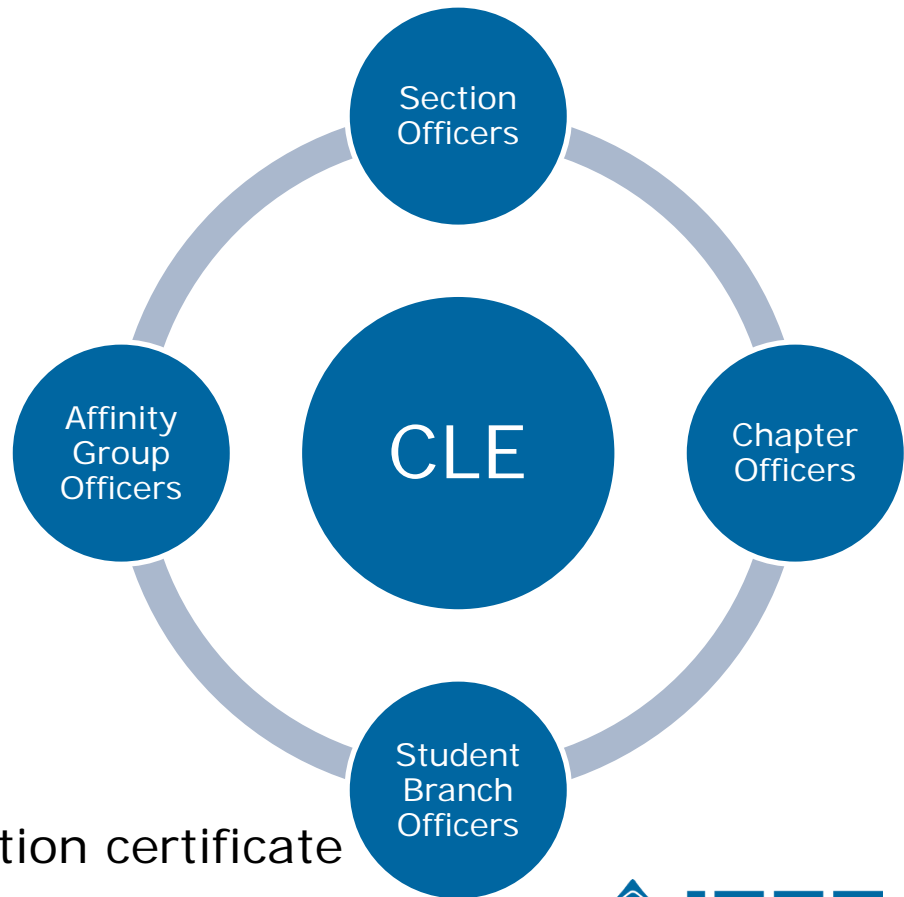 Section
Officers
Affinity
Group
Officers
CLE
Chapter
Officers
Student
Branch
Officers
tion certificate